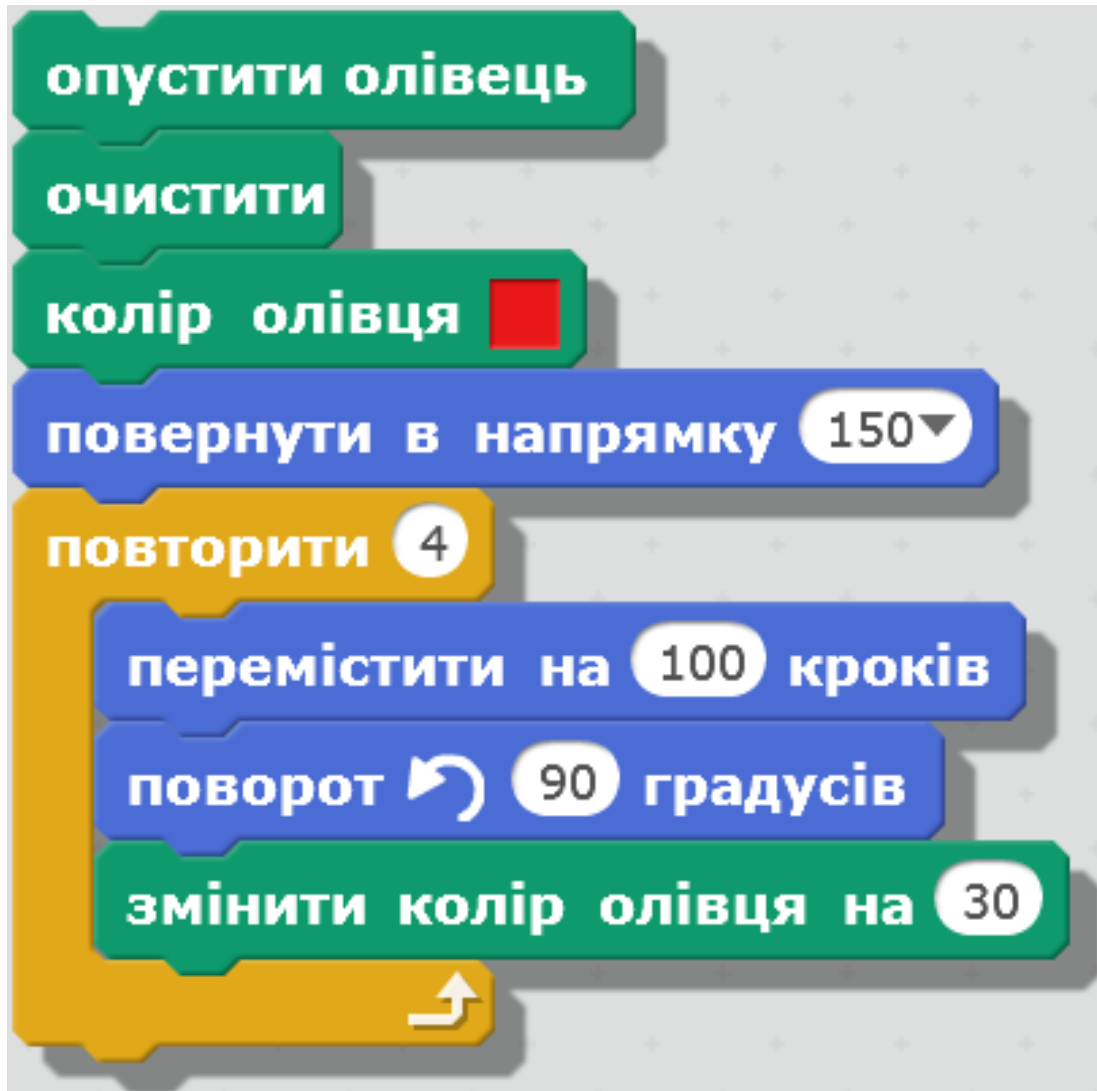 опустити олівець
очистити
колір олівця
повернути в напрямку 150
повторити 4
перемістити на 100 кроків
поворот 90 градусів
змінити колір олівця на 30